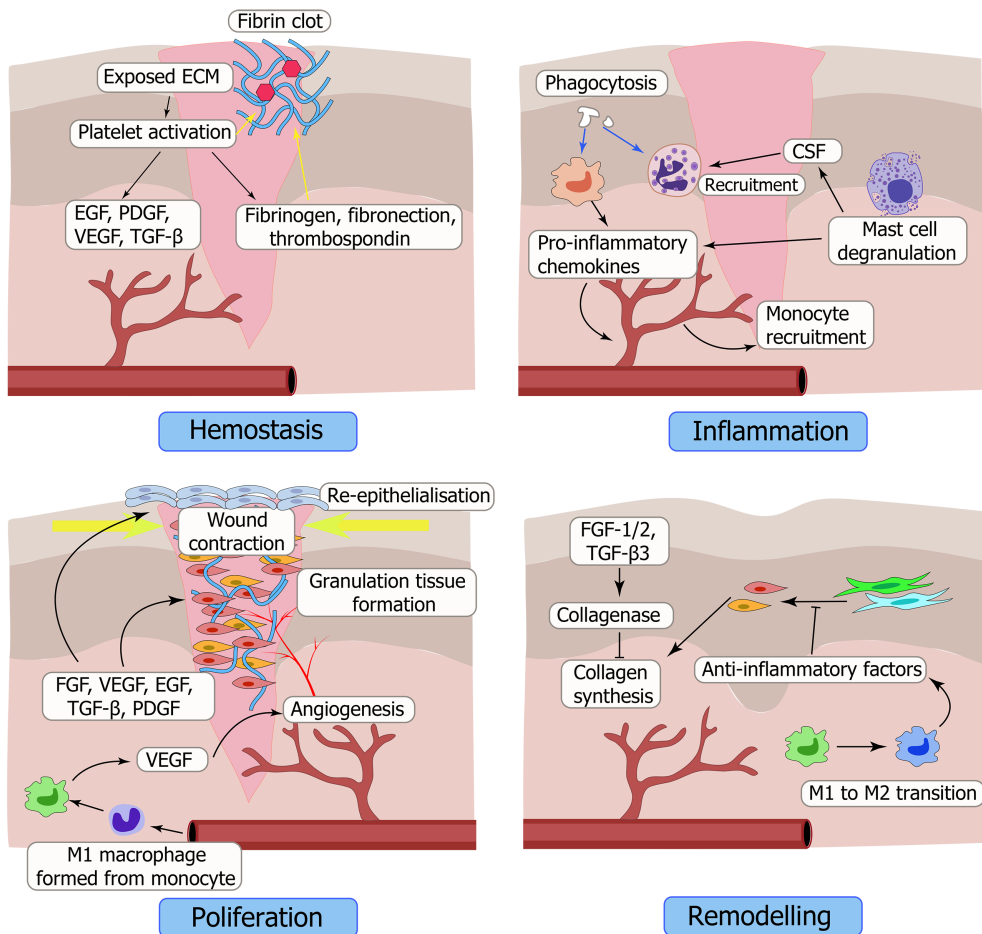 Fibrin clot
Exposed ECM
Platelet activation
EGF, PDGF,
VEGF, TGF-β
Fibrinogen, fibronection,
thrombospondin
Hemostasis
Phagocytosis
CSF
Recruitment
Mast cell
degranulation
Pro-inflammatory
chemokines
Monocyte
recruitment
Inflammation
Re-epithelialisation
Wound
contraction
Granulation tissue
formation
FGF, VEGF, EGF,
TGF-β, PDGF
Angiogenesis
VEGF
M1 macrophage
formed from monocyte
Poliferation
FGF-1/2,
TGF-β3
Collagenase
Collagen
synthesis
Anti-inflammatory factors
M1 to M2 transition
Remodelling